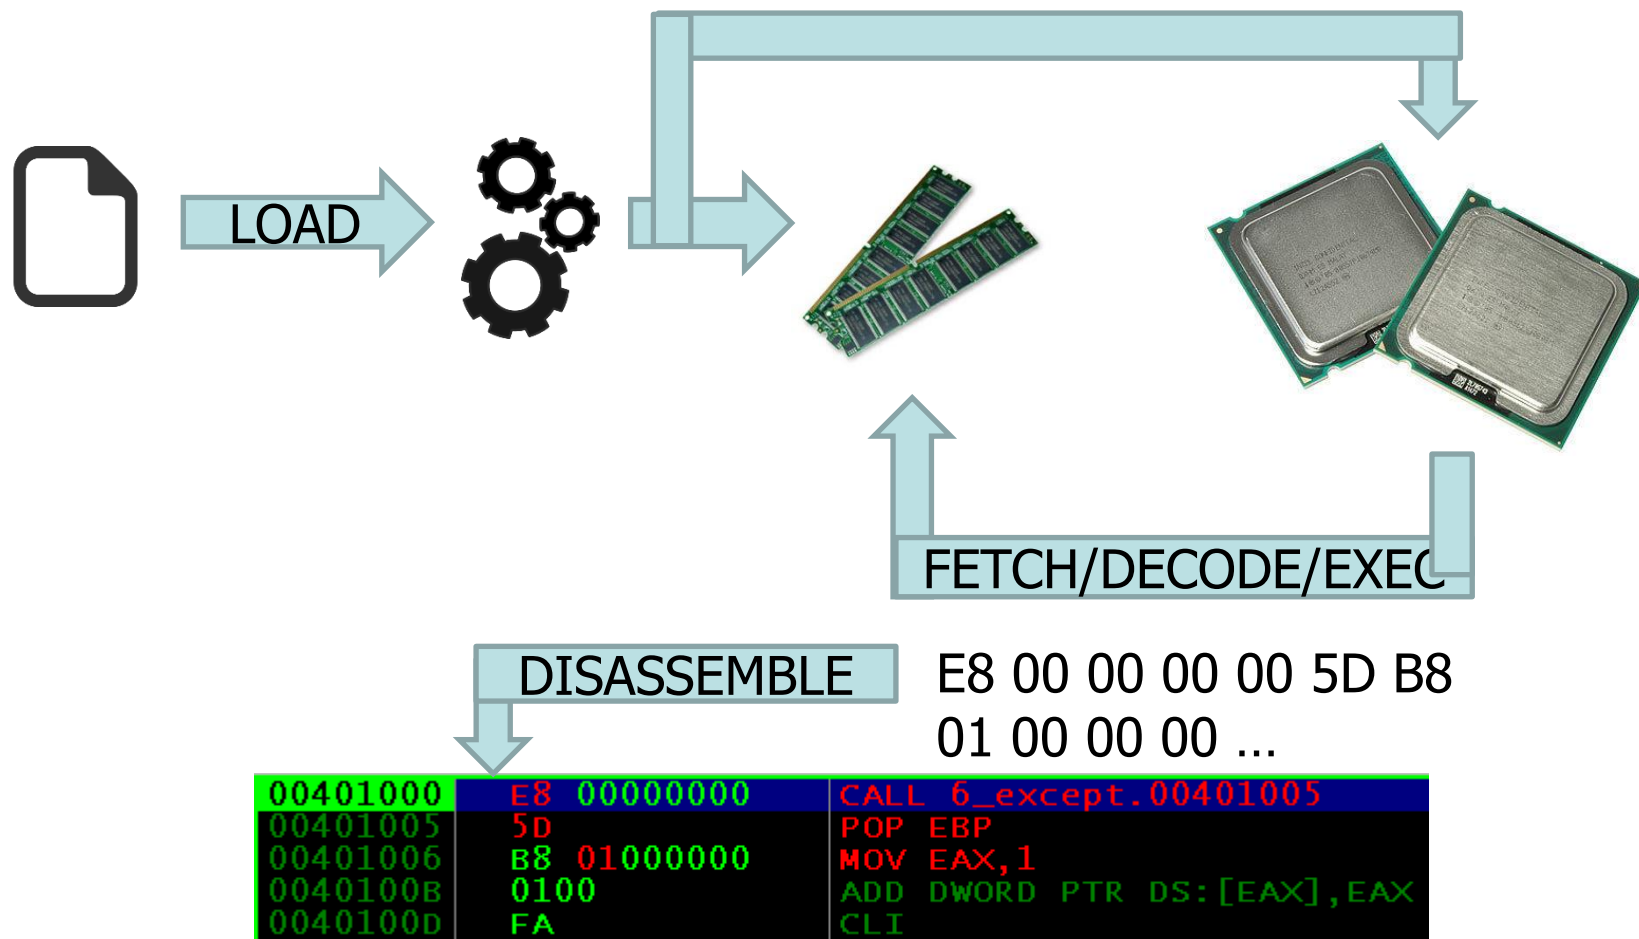 LOAD
FETCH/DECODE/EXEC
DISASSEMBLE
E8 00 00 00 00 5D B8
01 00 00 00 ...
00401000 E8 00000000 CALL 6_except.00401005
00401005 5D POP EBP
00401006 B8 01000000 MOV EAX,1
0040100B 0100 ADD DWORD PTR DS:[EAX],EAX
0040100D FA CLI